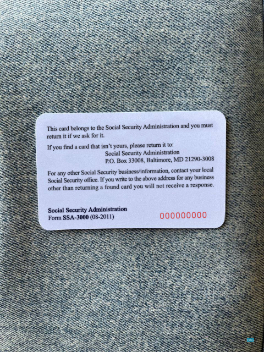 This card belongs to the Social Security Administration and you must
return it if we ask for it.
If you find a card that isn't yours, please return it to:
Social Security Administration
P.O. Box 33008, Baltimore, MD 21290-3008
For any other Social Security business/information, contact your local
Social Security office. If you write to the above address for any business
other than returning a found card you will not receive a response.
Social Security Administration
Form SSA-3000 (08-2011)
000000000